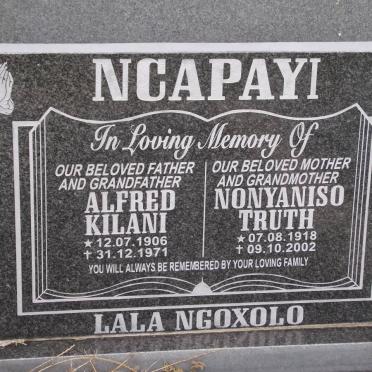 NCAPAYI
In Loving Memory Of
OUR BELOVED FATHER
AND GRANDFATHER
ALFRED
KILANI
★ 12.07.1906
✝ 31.12.1971
OUR BELOVED MOTHER
AND GRANDMOTHER
NONYANISO
TRUTH
★ 07.08.1918
✝ 09.10.2002
YOU WILL ALWAYS BE REMEMBERED BY YOUR LOVING FAMILY
LALA NGOXOLO